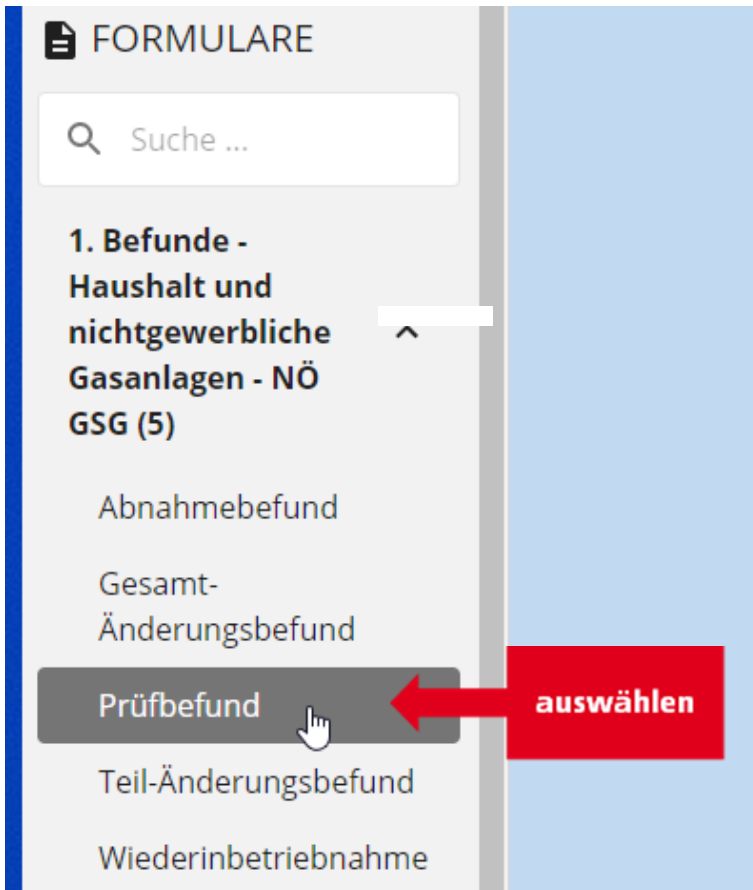 FORMULARE
Suche ...
1. Befunde -
Haushalt und
nichtgewerbliche
Gasanlagen - NÖ
GSG (5)
Abnahmebefund
Gesamt-
Änderungsbefund
Prüfbefund
auswählen
Teil-Änderungsbefund
Wiederinbetriebnahme